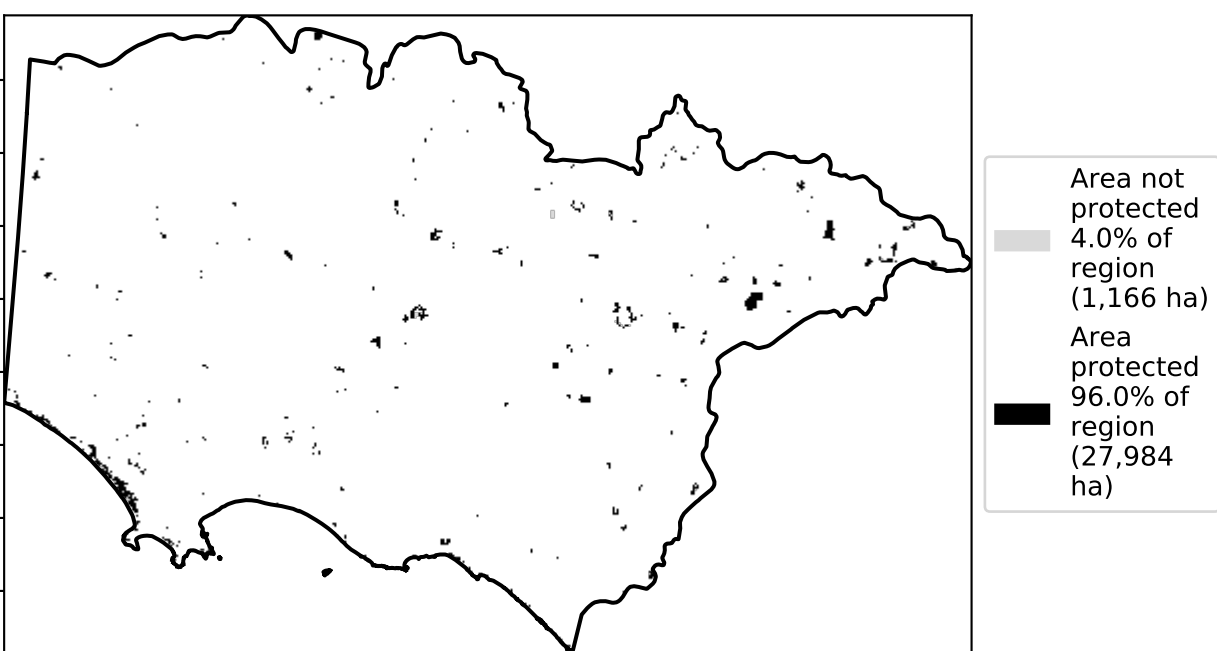 Area not
protected
4.0% of
region
(1,166 ha)
Area
protected
96.0% of
region
(27,984
ha)